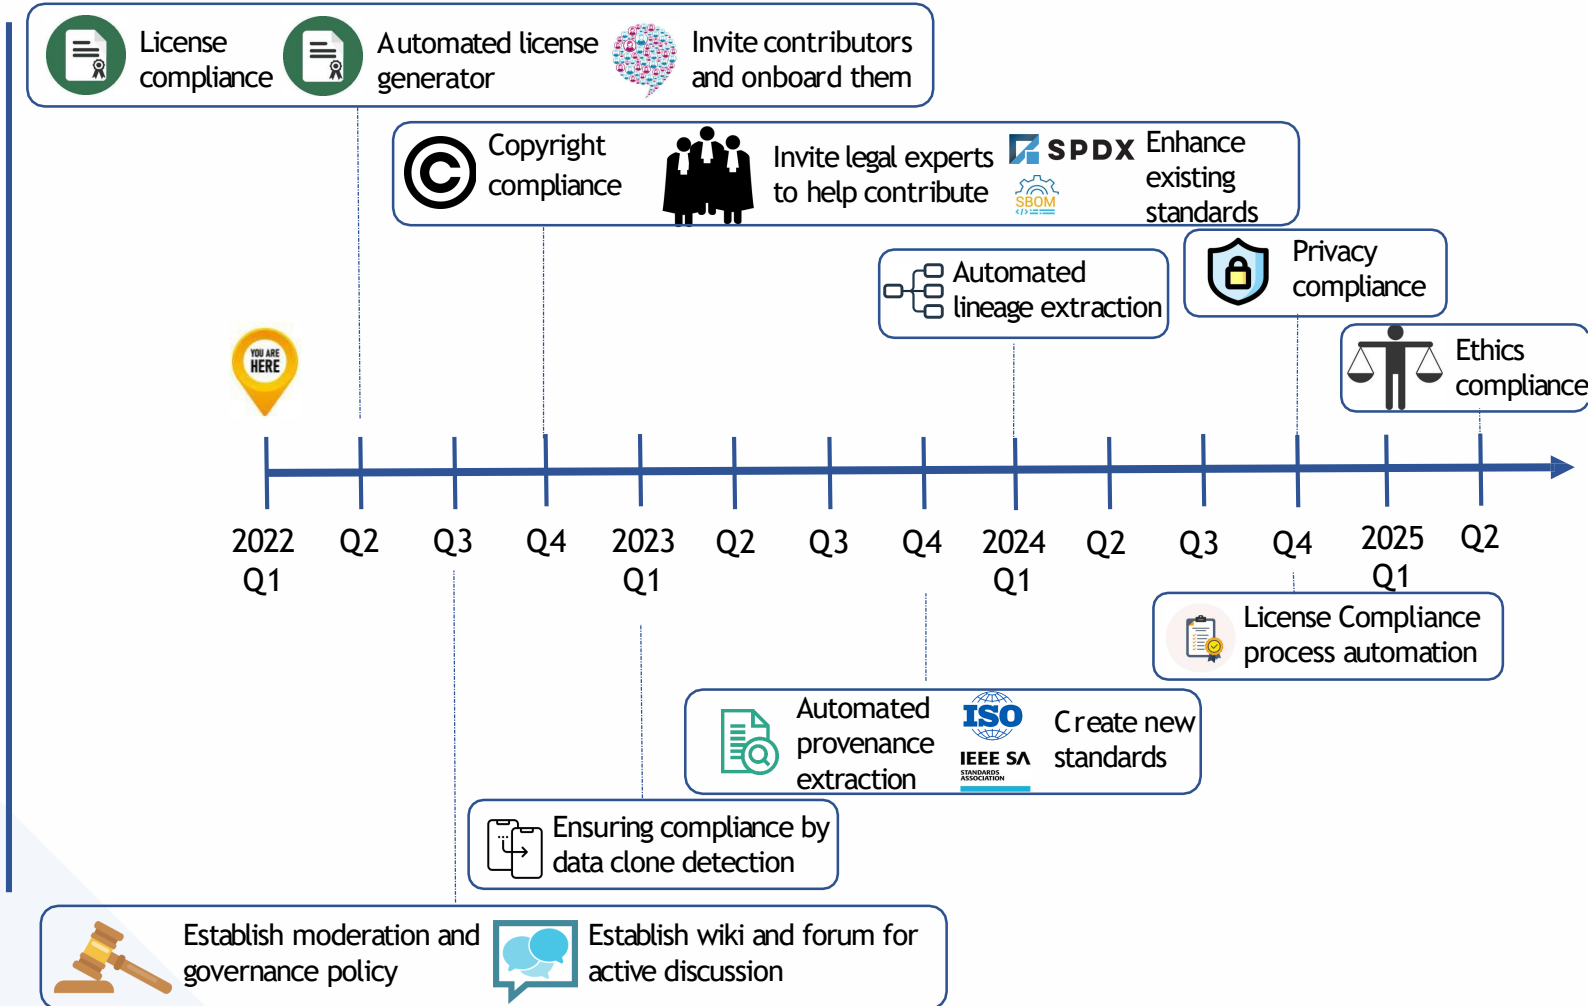 License
compliance
Automated license
generator
Invite contributors
and onboard them
Copyright
compliance
Invite legal experts
to help contribute
SPDX
SBOM
Enhance
existing
standards
Automated
lineage extraction
Privacy
compliance
Ethics
compliance
YOU ARE
HERE
2022
Q1
Q2
Q3
Q4
2023
Q1
Q2
Q3
Q4
2024
Q1
Q2
Q3
Q4
2025
Q1
Q2
License Compliance
process automation
Automated
provenance
extraction
ISO
IEEE SA
STANDARDS
ASSOCIATION
Create new
standards
Ensuring compliance by
data clone detection
Establish moderation and
governance policy
Establish wiki and forum for
active discussion